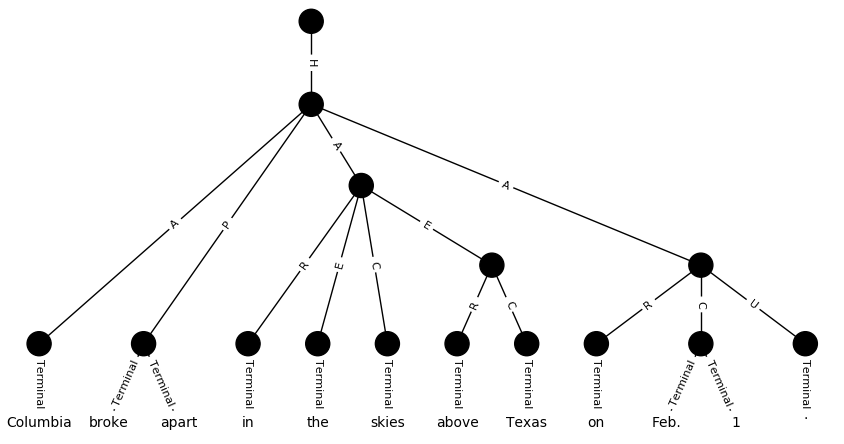 H
A
A
A
P
R
E
C
E
R
C
R
C
U
Terminal Terminal Terminal Terminal Terminal Terminal Terminal Terminal Terminal Terminal Terminal Terminal
Columbia broke apart in the skies above Texas on Feb. 1 .